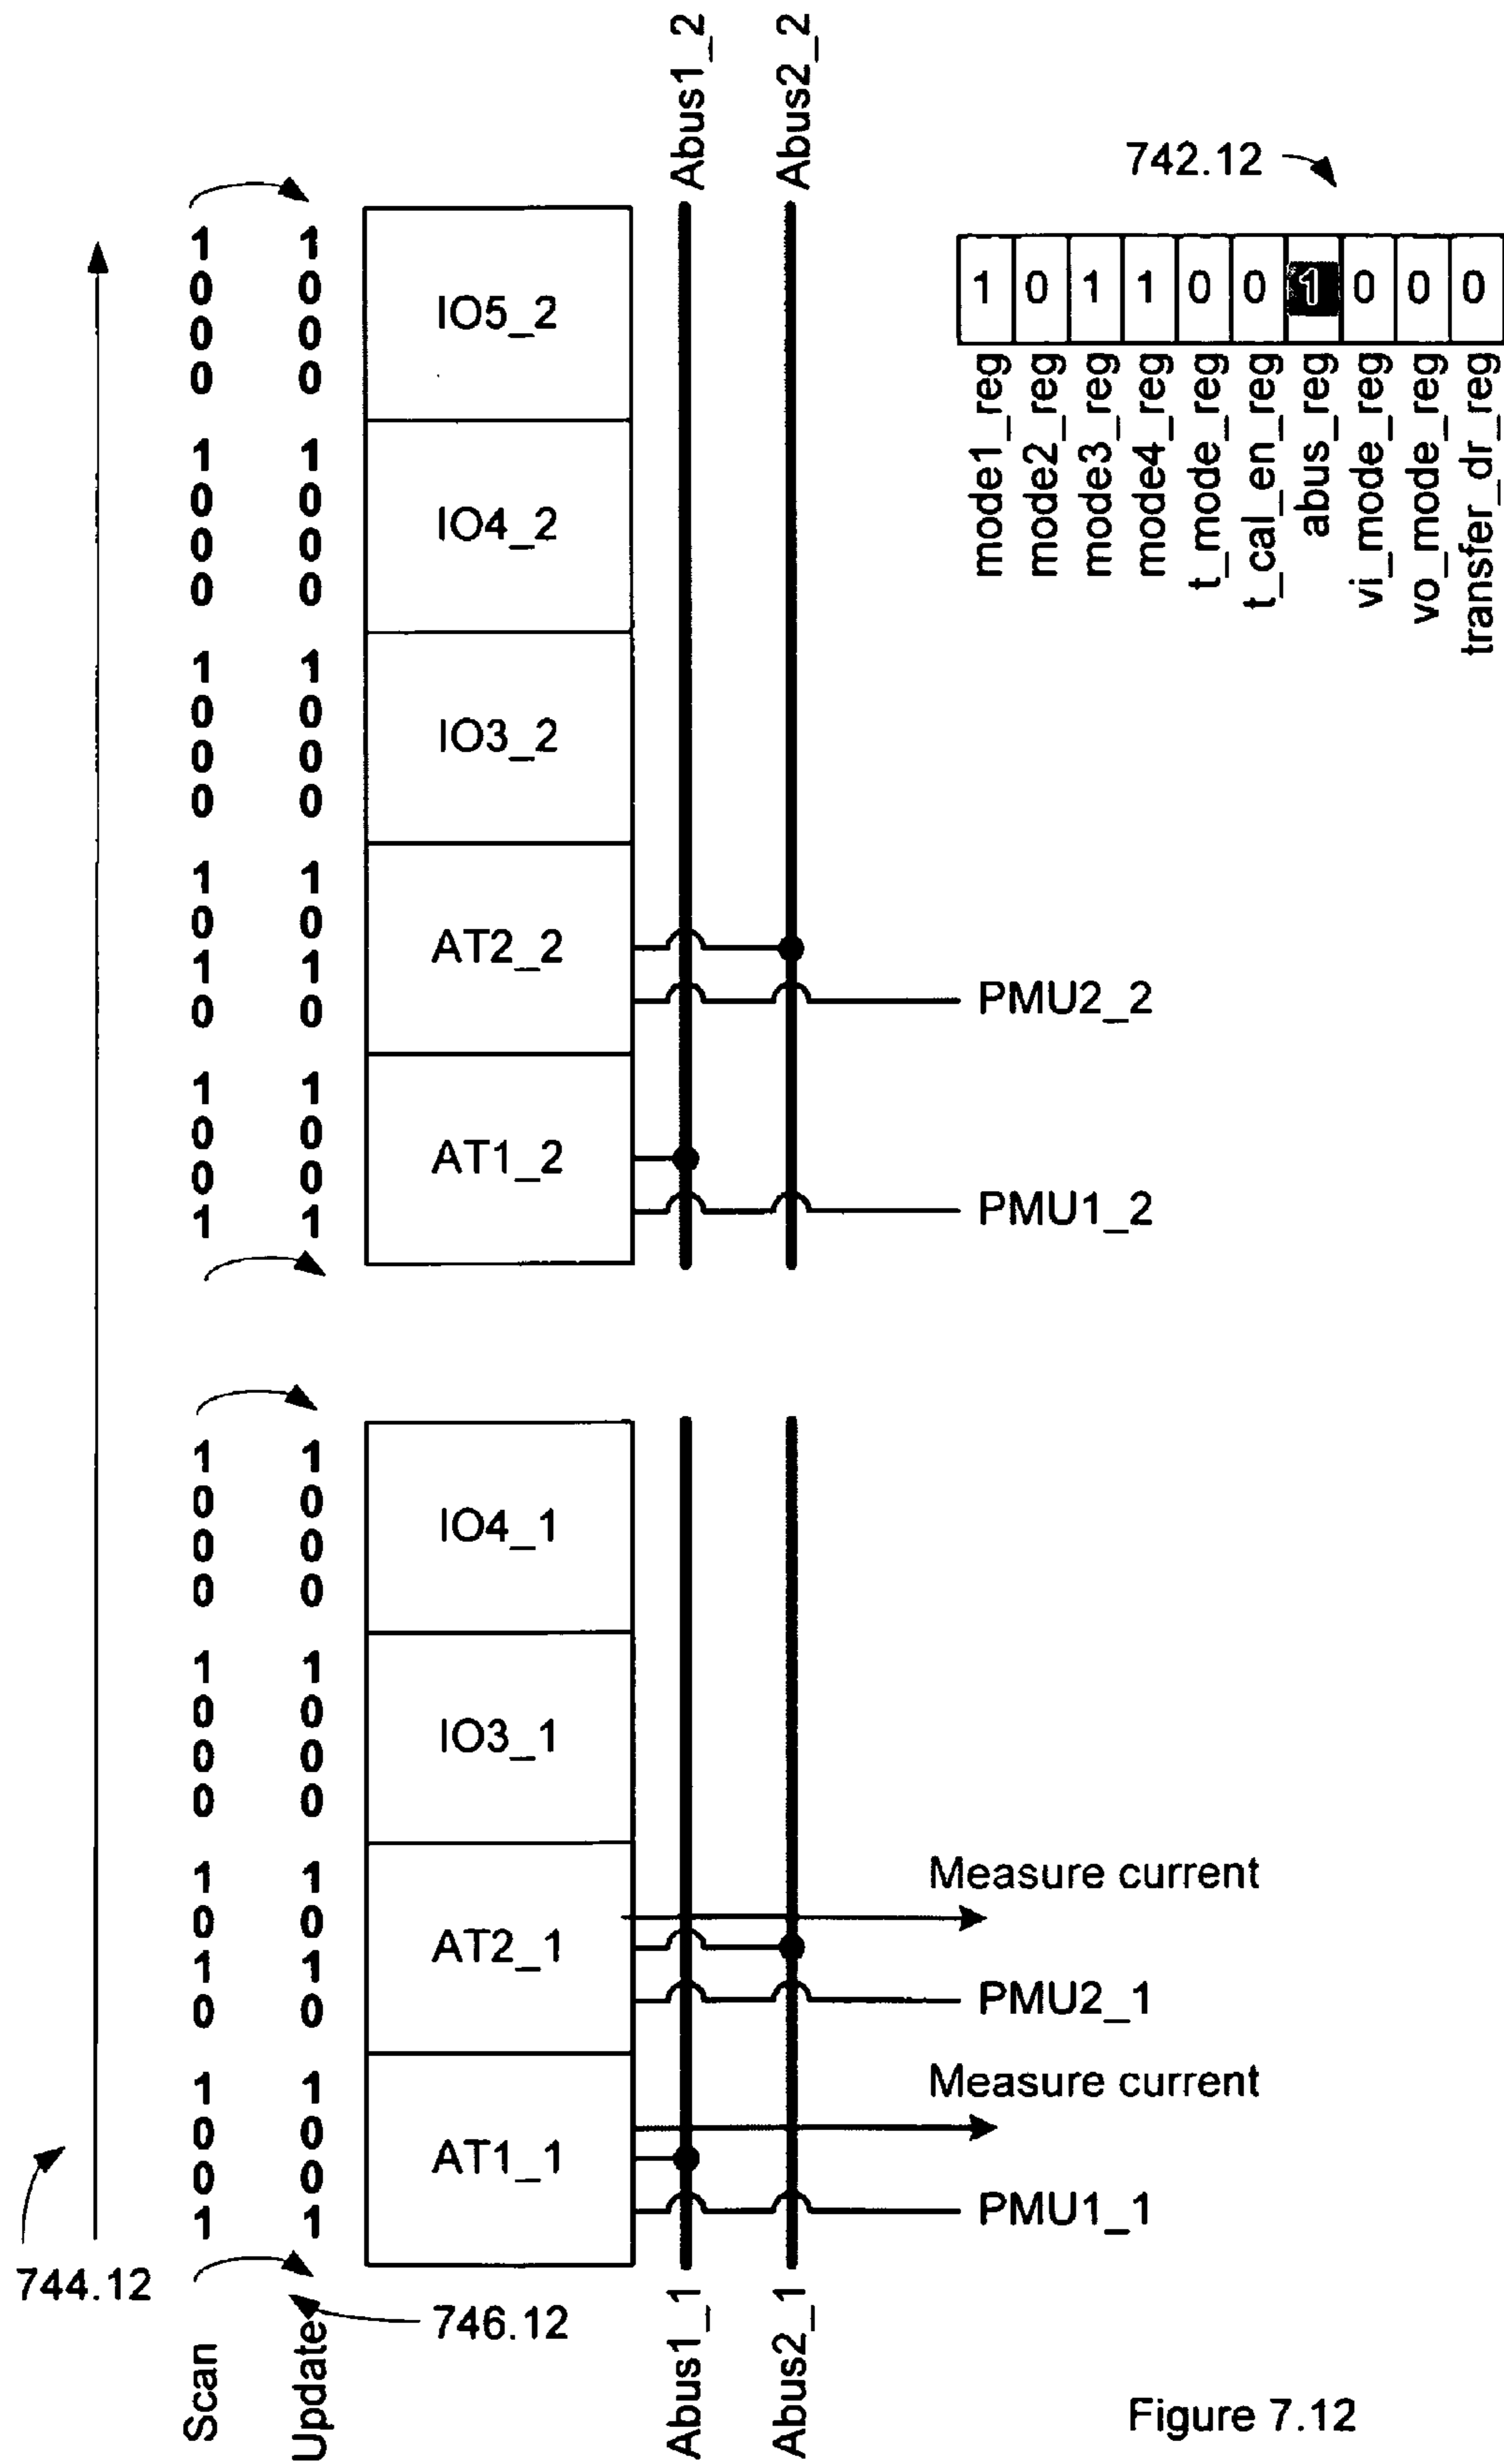 Abus1_2
Abus2_2
742.12
1 0 1 1 0 0 1 0 0 0
mode1_reg
mode2_reg
mode3_reg
mode4_reg
t_mode_reg
t_cal_en_reg
abus_reg
vi_mode_reg
vo_mode_reg
transfer_dr_reg
1 1
0 0
0 0
0 0
IO5_2
1 1
0 0
0 0
0 0
IO4_2
1 1
0 0
0 0
0 0
IO3_2
1 1
0 0
1 1
0 0
AT2_2
PMU2_2
1 1
0 0
0 0
1 1
AT1_2
PMU1_2
1 1
0 0
0 0
0 0
IO4_1
1 1
0 0
0 0
0 0
IO3_1
1 1
0 0
1 1
0 0
AT2_1
Measure current
PMU2_1
1 1
0 0
0 0
1 1
AT1_1
Measure current
PMU1_1
744.12
746.12
Scan
Update
Abus1_1
Abus2_1
Figure 7.12